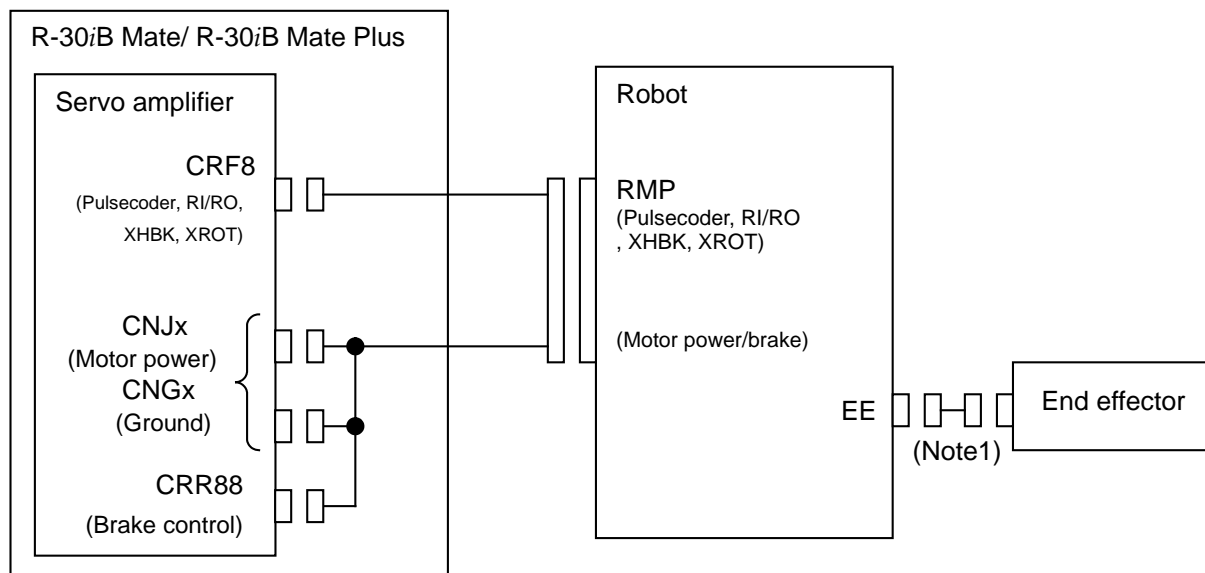 R-30iB Mate/ R-30iB Mate Plus
Servo amplifier
CRF8
(Pulsecoder, RI/RO,
XHBK, XROT)
CNJx
(Motor power)
CNGx
(Ground)
CRR88
(Brake control)
Robot
RMP
(Pulsecoder, RI/RO
, XHBK, XROT)
(Motor power/brake)
EE
(Note1)
End effector